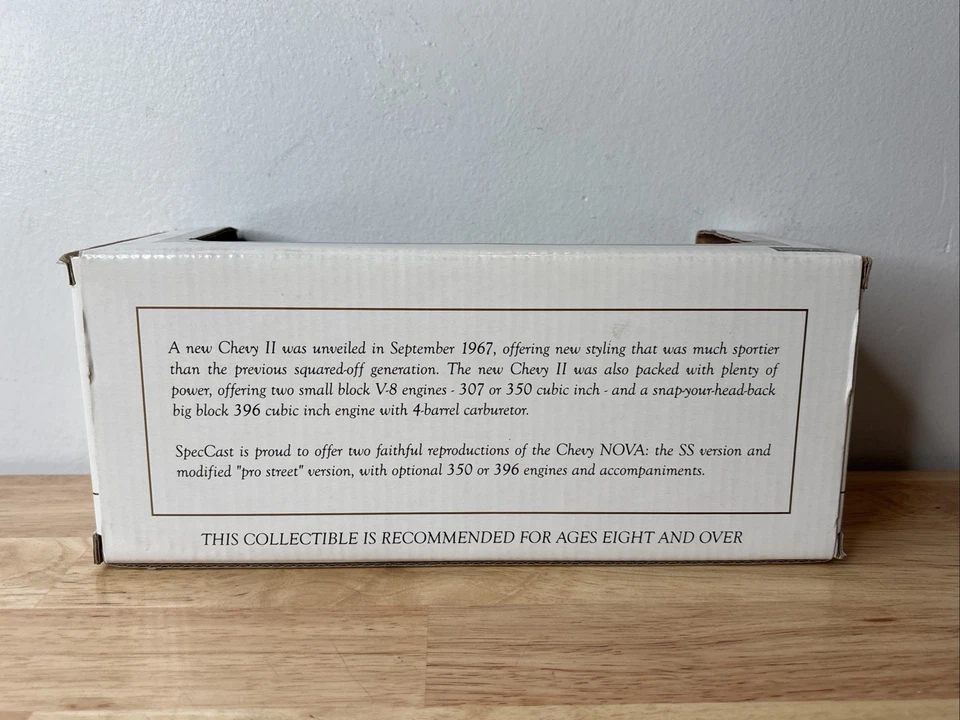 A new Chevy II was unveiled in September 1967, offering new styling that was much sportier
than the previous squared-off generation. The new Chevy II was also packed with plenty of
power, offering two small block V-8 engines - 307 or 350 cubic inch - and a snap-your-head-back
big block 396 cubic inch engine with 4-barrel carburetor.
SpecCast is proud to offer two faithful reproductions of the Chevy NOVA: the SS version and
modified "pro street" version, with optional 350 or 396 engines and accompaniments.
THIS COLLECTIBLE IS RECOMMENDED FOR AGES EIGHT AND OVER